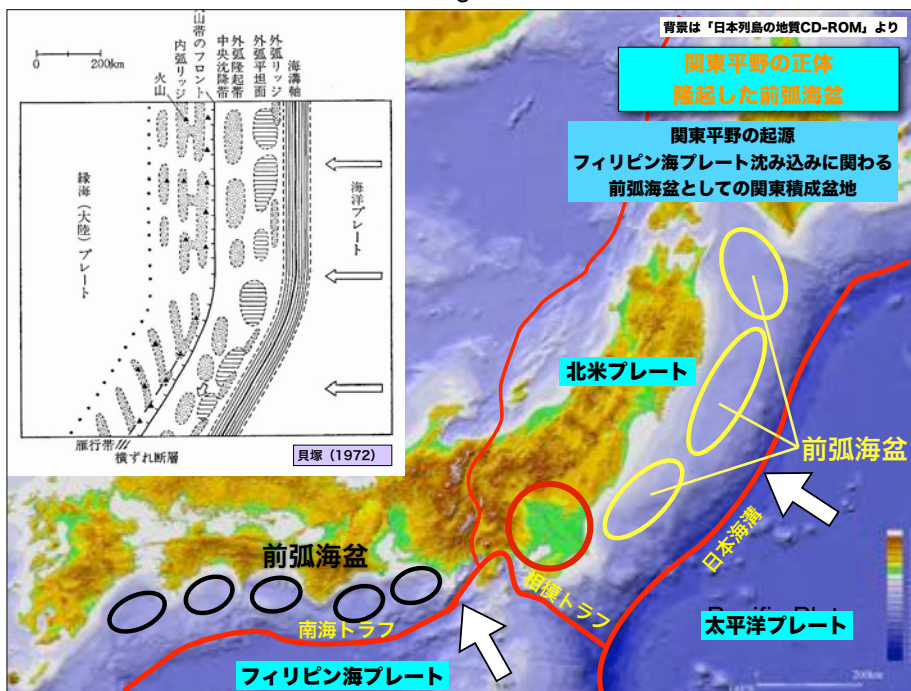 背景は「日本列島の地質CD-ROM」より
関東平野の正体
隆起した前弧海盆
関東平野の起源
フィリピン海プレート沈み込みに関わる
前弧海盆としての関東積成盆地
0
200km
火山
内弧リッジ
山帯のフロント
中央沈降帯
外弧隆起帯
外弧平坦面
外弧リッジ
海溝軸
縁海(大陸)プレート
海洋プレート
雁行帯
横ずれ断層
貝塚(1972)
北米プレート
前弧海盆
日本海溝
前弧海盆
相模トラフ
南海トラフ
太平洋プレート
フィリピン海プレート
200km